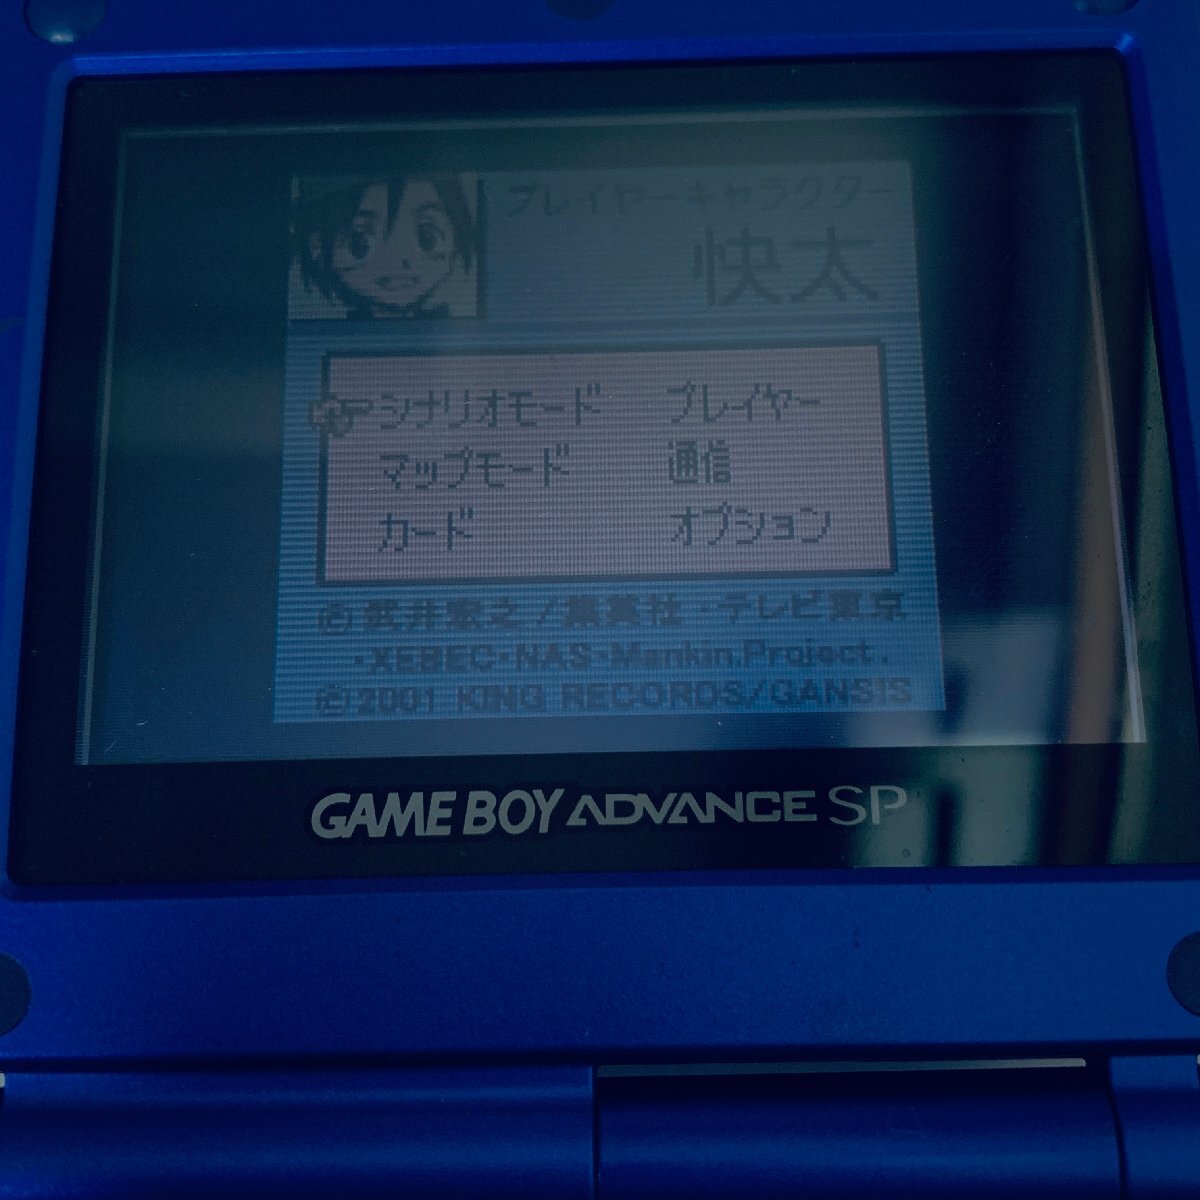 プレイヤーキャラクター
快太
シナリオモード プレイヤー
マップモード 通信
カード オプション
©武井宏之/集英社・テレビ東京
・XEBEC・NAS・Mankin.Project.
©2001 KING RECORDS/GANSIS
GAME BOY ADVANCE SP